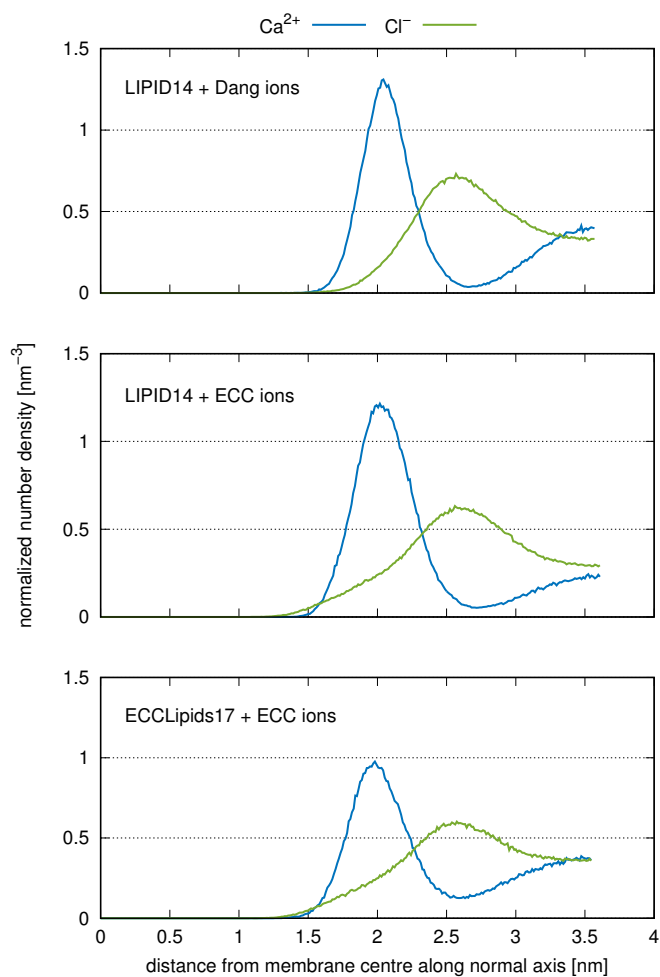 Ca²⁺ Cl⁻
1.5
LIPID14 + Dang ions
1
0.5
0
1.5
LIPID14 + ECC ions
1
0.5
0
normalized number density [nm⁻³]
1.5
ECCLipids17 + ECC ions
1
0.5
0
0 0.5 1 1.5 2 2.5 3 3.5 4
distance from membrane centre along normal axis [nm]